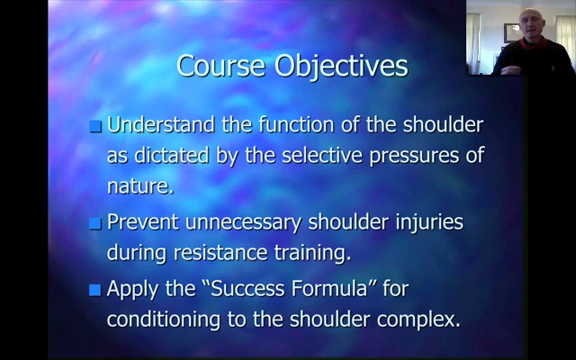 Course Objectives
Understand the function of the shoulder
as dictated by the selective pressures of
nature.
Prevent unnecessary shoulder injuries
during resistance training.
Apply the “Success Formula” for
conditioning to the shoulder complex.